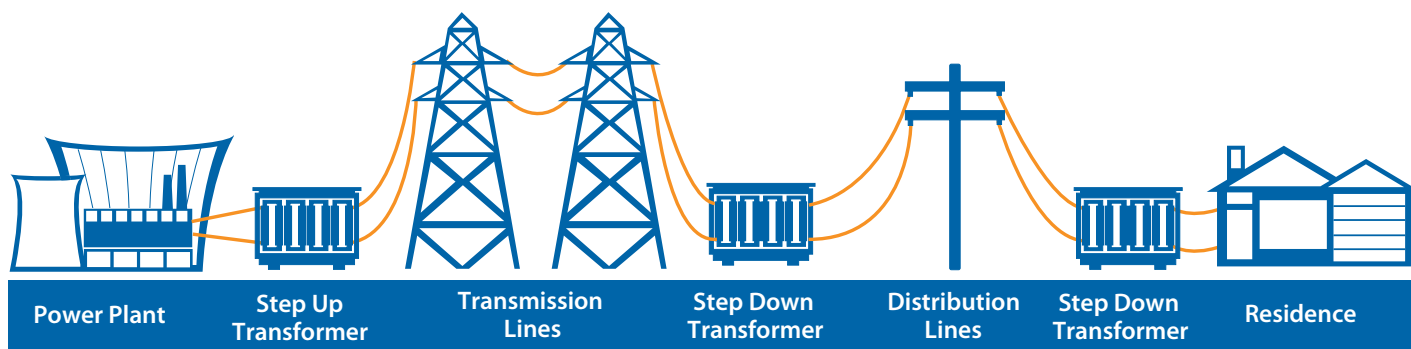 Power Plant
Step Up
Transformer
Transmission
Lines
Step Down
Transformer
Distribution
Lines
Step Down
Transformer
Residence